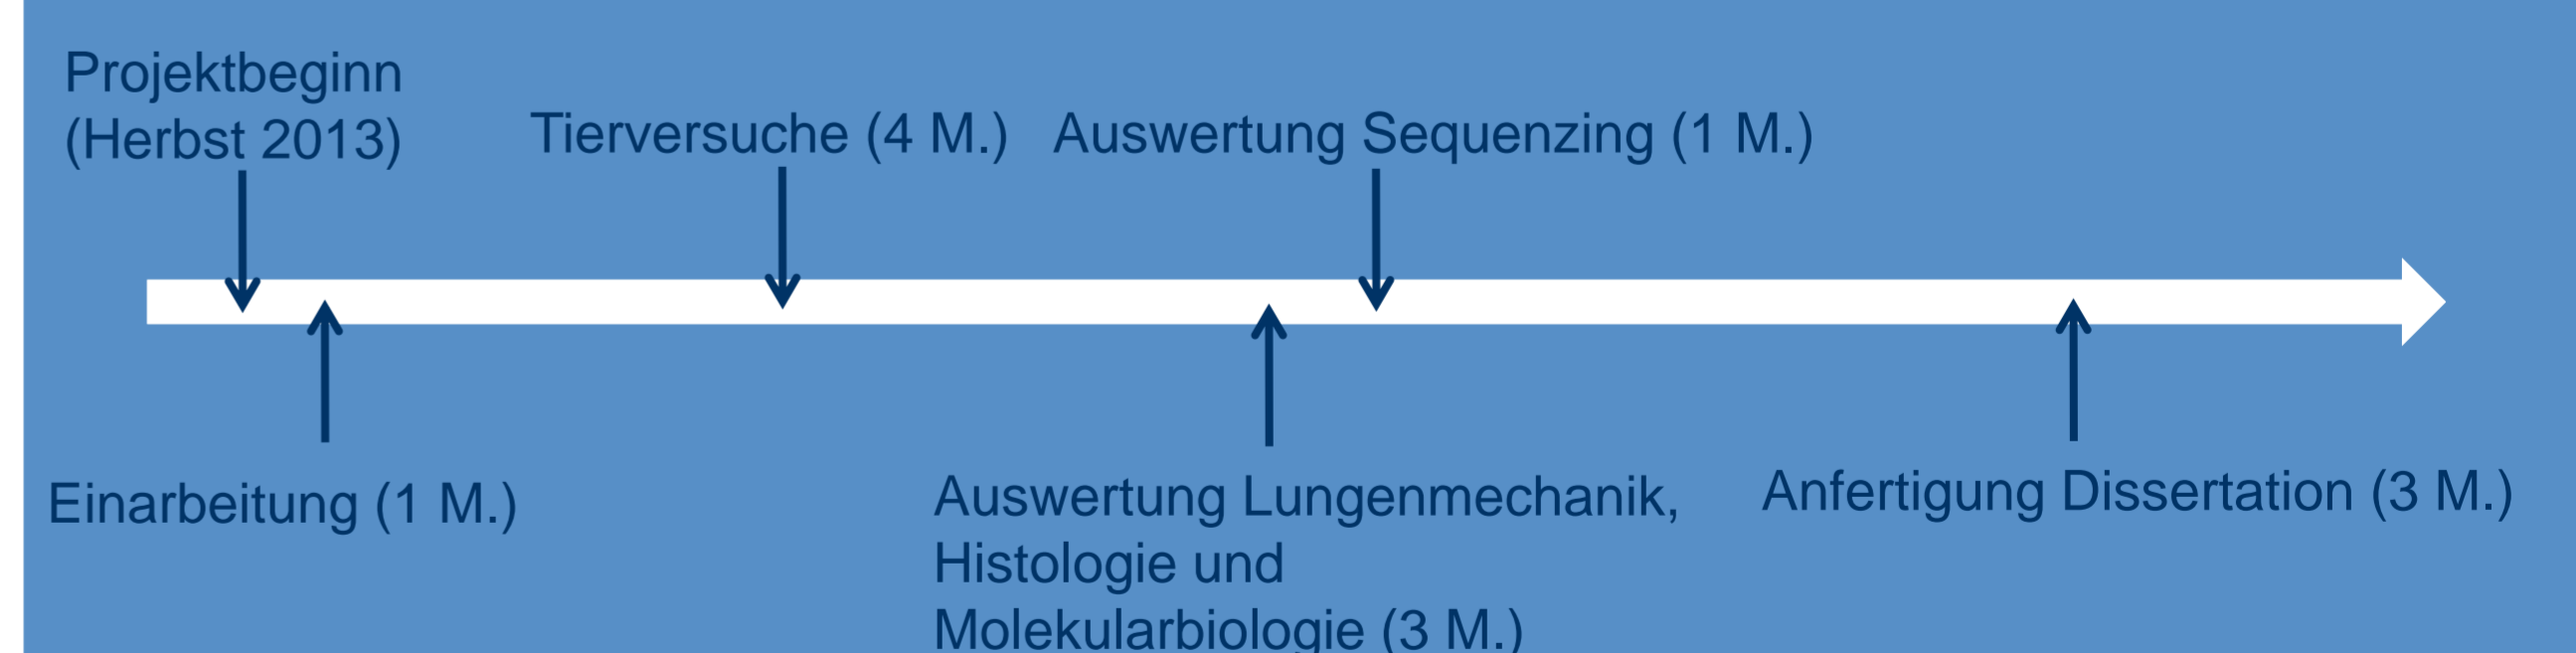 Projektbeginn
(Herbst 2013)
Tierversuche (4 M.)
Auswertung Sequenzing (1 M.)
Einarbeitung (1 M.)
Auswertung Lungenmechanik,
Histologie und
Molekularbiologie (3 M.)
Anfertigung Dissertation (3 M.)